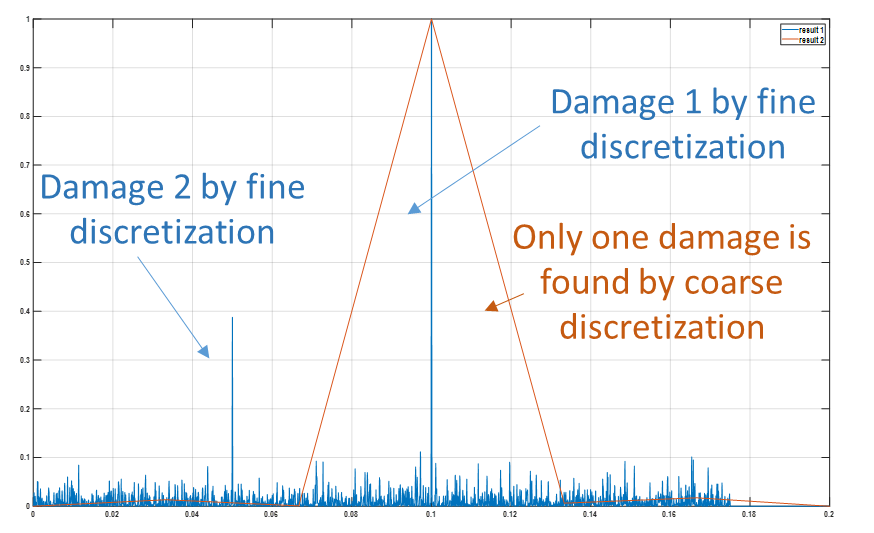 1
result 1
result 2
0.9
Damage 1 by fine
discretization
0.8
0.7
Damage 2 by fine
discretization
0.6
Only one damage is
found by coarse
discretization
0.5
0.4
0.3
0.2
0.1
0
0 0.02 0.04 0.06 0.08 0.1 0.12 0.14 0.16 0.18 0.2